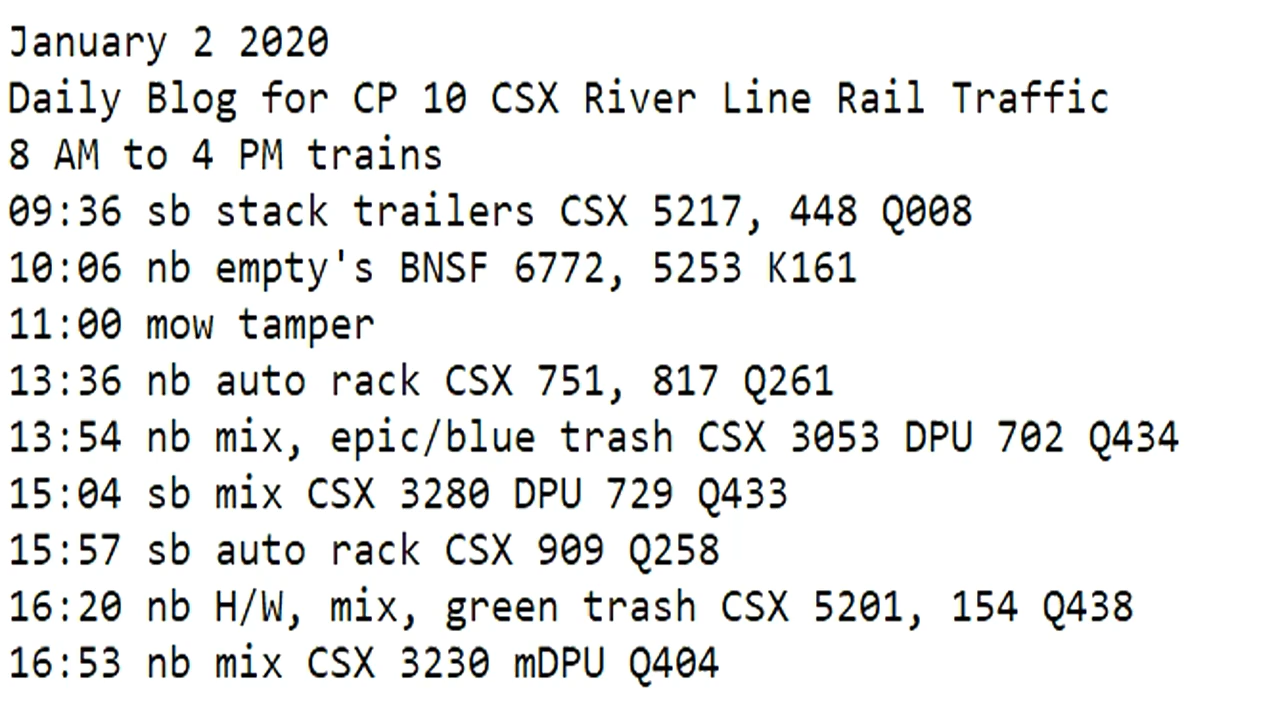 January 2 2020
Daily Blog for CP 10 CSX River Line Rail Traffic
8 AM to 4 PM trains
09:36 sb stack trailers CSX 5217, 448 Q008
10:06 nb empty's BNSF 6772, 5253 K161
11:00 mow tamper
13:36 nb auto rack CSX 751, 817 Q261
13:54 nb mix, epic/blue trash CSX 3053 DPU 702 Q434
15:04 sb mix CSX 3280 DPU 729 Q433
15:57 sb auto rack CSX 909 Q258
16:20 nb H/W, mix, green trash CSX 5201, 154 Q438
16:53 nb mix CSX 3230 mDPU Q404